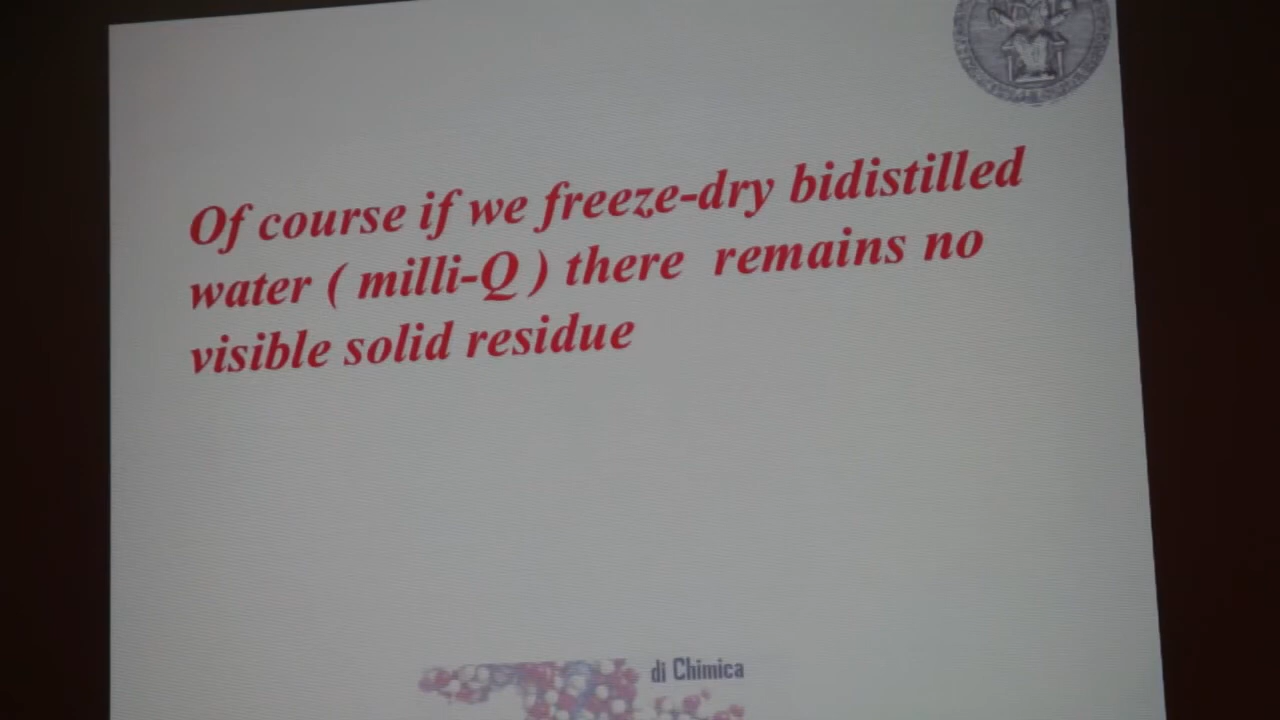 Of course if we freeze-dry bidistilled
water ( milli-Q ) there remains no
visible solid residue
di Chimica